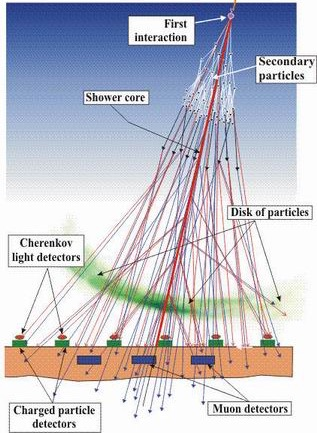 First
interaction
Secondary
particles
Shower core
Disk of particles
Cherenkov
light detectors
Charged particle
detectors
Muon detectors